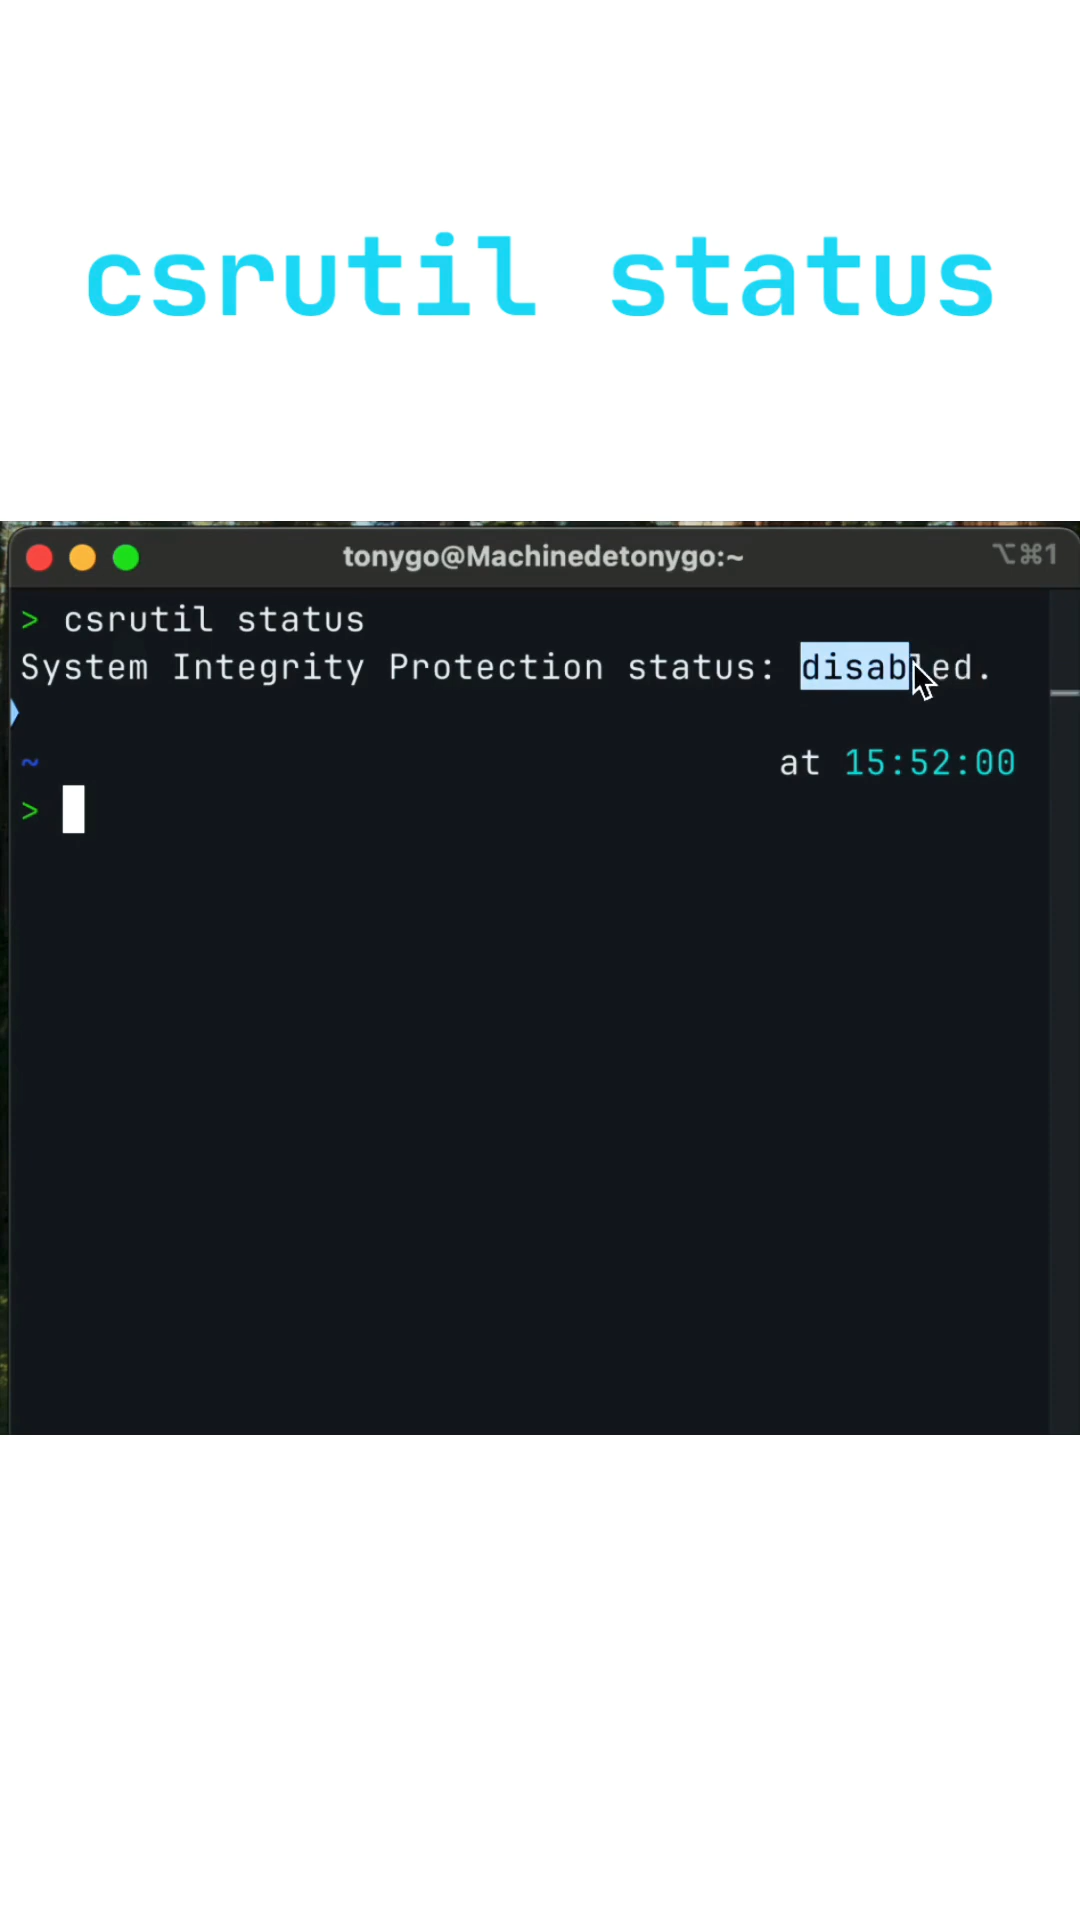 csrutil status
tonygo@Machinedetonygo:~ ⌥⌘1
> csrutil status
System Integrity Protection status: disabled.
~ at 15:52:00
>